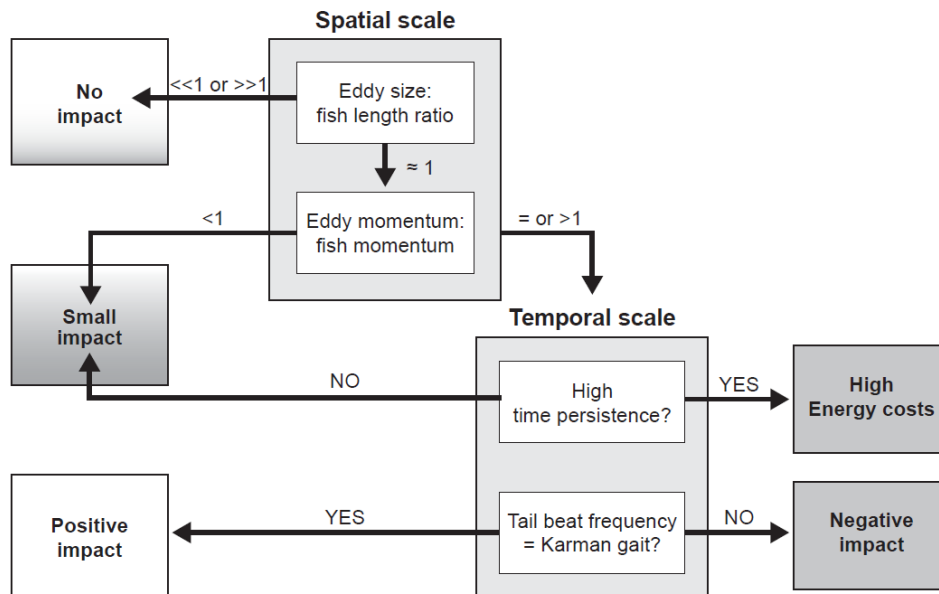 Spatial scale
No
impact
<<1 or >>1
Eddy size:
fish length ratio
≈ 1
<1
Eddy momentum:
fish momentum
= or >1
Small
impact
Temporal scale
NO
High
time persistence?
YES
High
Energy costs
Positive
impact
YES
Tail beat frequency
= Karman gait?
NO
Negative
impact